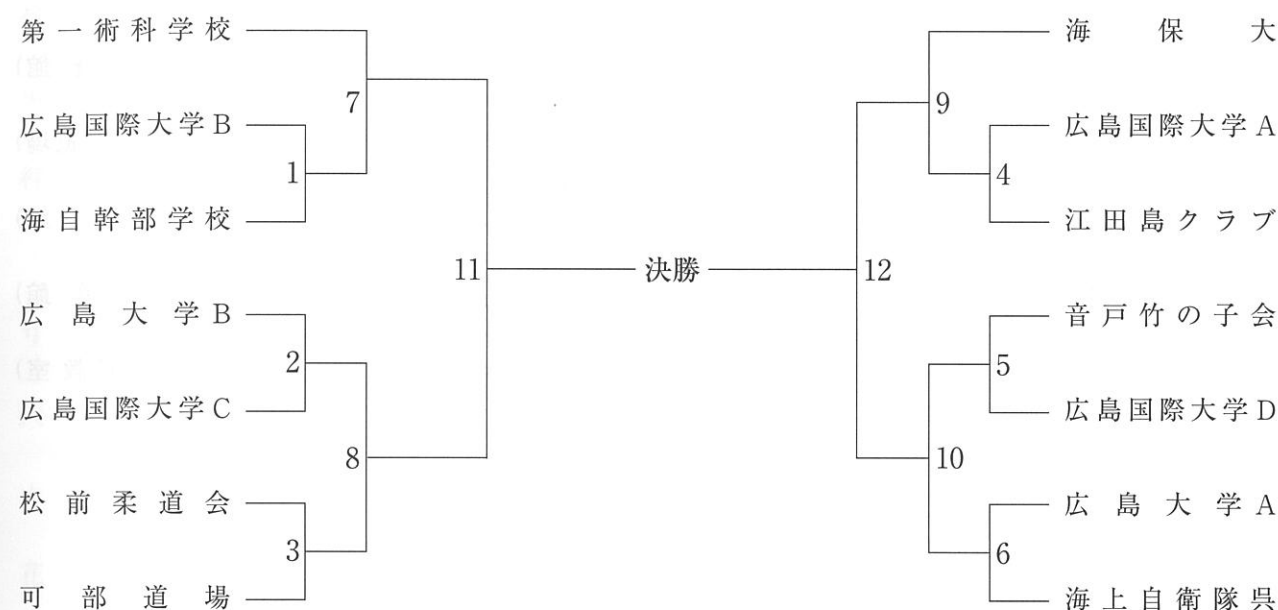 第一術科学校
広島国際大学B
海自幹部学校
広島大学B
広島国際大学C
松前柔道会
可部道場
1
2
3
7
8
11
決勝
12
9
10
4
5
6
海保大
広島国際大学A
江田島クラブ
音戸竹の子会
広島国際大学D
広島大学A
海上自衛隊呉